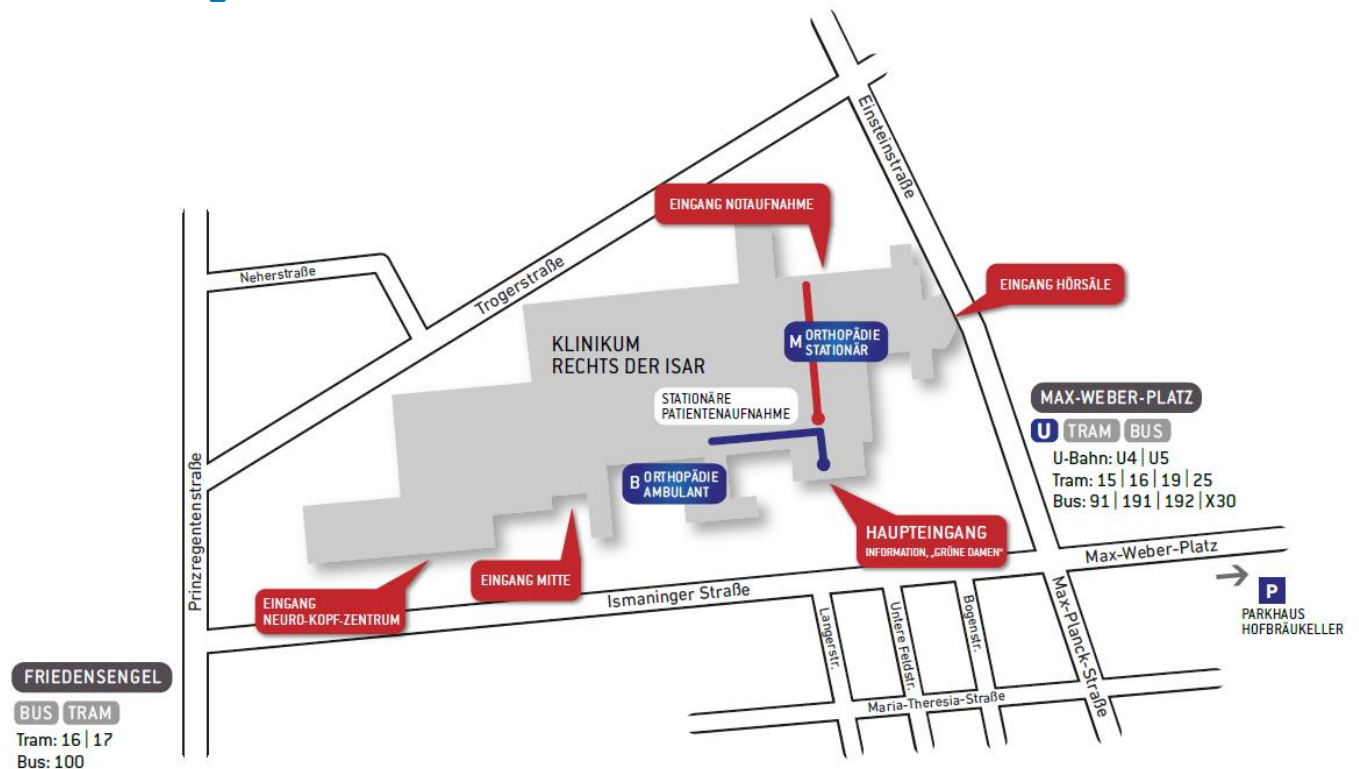 Einsteinstraße
EINGANG NOTAUFNAHME
Neherstraße
Trogerstraße
EINGANG HÖRSÄLE
KLINIKUM
RECHTS DER ISAR
M ORTHOPÄDIE
STATIONÄR
STATIONÄRE
PATIENTENAUFNAHME
MAX-WEBER-PLATZ
U TRAM BUS
U-Bahn: U4 | U5
Tram: 15 | 16 | 19 | 25
Bus: 91 | 191 | 192 | X30
B ORTHOPÄDIE
AMBULANT
Prinzregentenstraße
HAUPTEINGANG
INFORMATION, „GRÜNE DAMEN“
Max-Weber-Platz
EINGANG MITTE
EINGANG
NEURO-KOPF-ZENTRUM
Ismaninger Straße
P
PARKHAUS
HOFBRÄUKELLER
Langerstr.
Untere Feldstr.
Bogenstr.
Max-Planck-Straße
Maria-Theresia-Straße
FRIEDENSENGEL
BUS TRAM
Tram: 16 | 17
Bus: 100